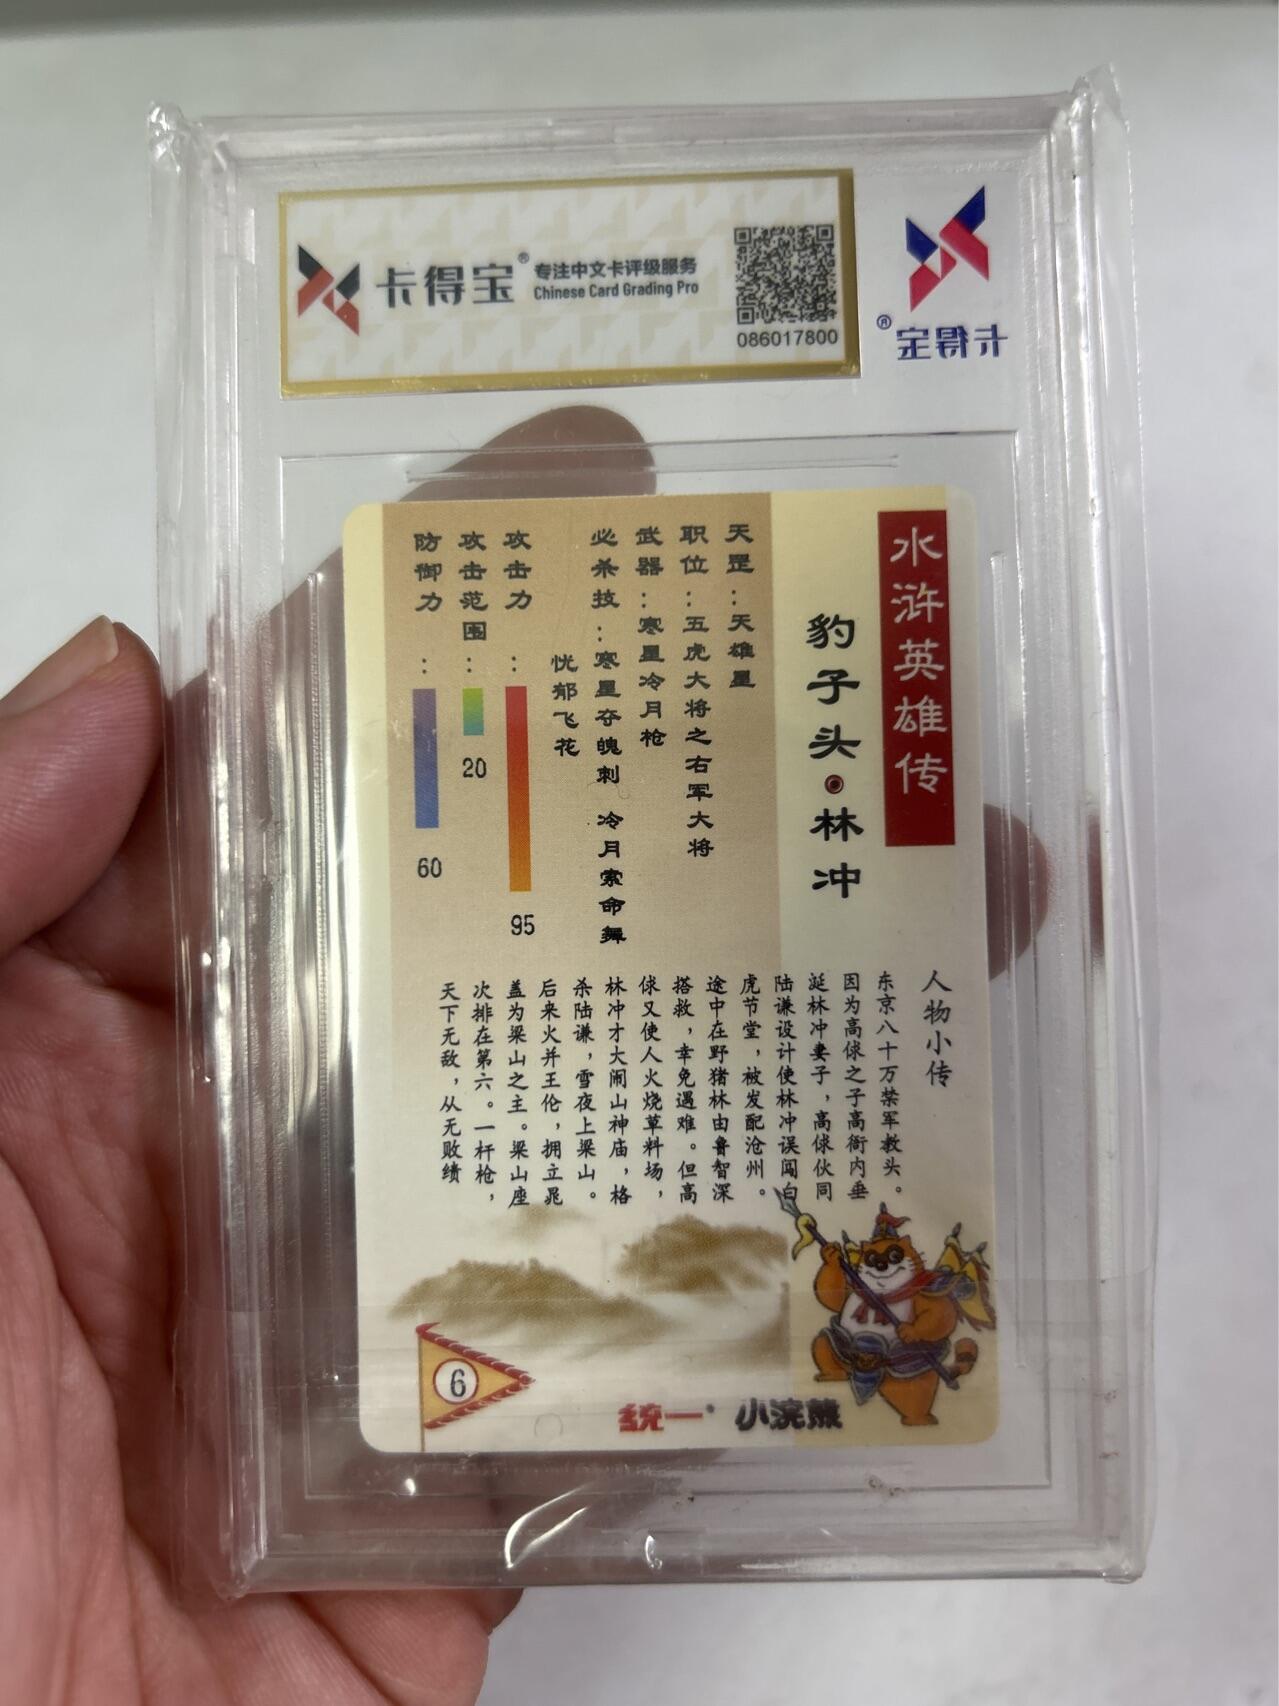 卡得宝®
专注中文卡评级服务
Chinese Card Grading Pro
086017800
卡得宝®
水浒英雄传
豹子头·林冲
天罡：天雄星
职位：五虎大将之右军大将
武器：寒星冷月枪
必杀技：寒星夺魄刺 冷月索命舞
忧郁飞花
攻击力：95
攻击范围：20
防御力：60
人物小传
东京八十万禁军教头。
因为高俅之子高衙内垂
涎林冲妻子，高俅伙同
陆谦设计使林冲误闯白
虎节堂，被发配沧州。
途中在野猪林由鲁智深
搭救，幸免遇难。但高
俅又使人火烧草料场，
林冲才大闹山神庙，格
杀陆谦，雪夜上梁山。
后来火并王伦，拥立晁
盖为梁山之主。梁山座
次排在第六。一杆枪，
天下无敌，从无败绩
6
统一 小浣熊